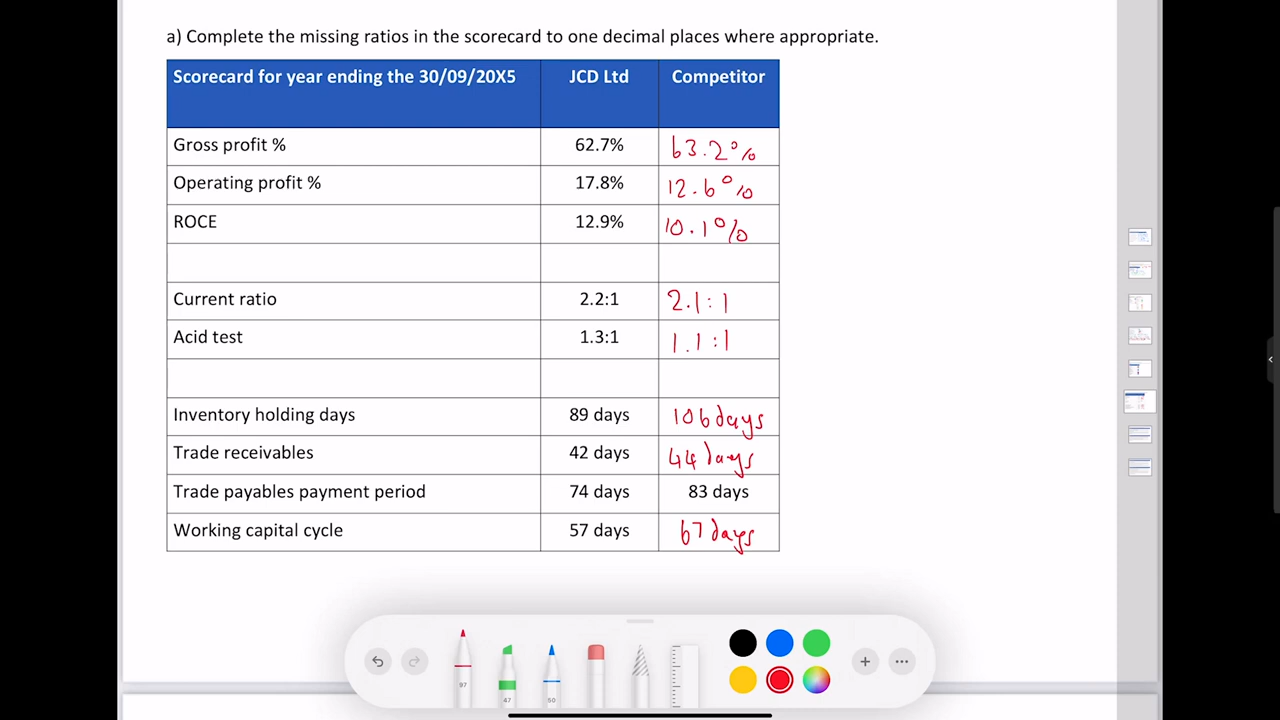 a) Complete the missing ratios in the scorecard to one decimal places where appropriate.
Scorecard for year ending the 30/09/20X5 JCD Ltd Competitor
Gross profit % 62.7% 63.2%
Operating profit % 17.8% 12.6%
ROCE 12.9% 10.1%
Current ratio 2.2:1 2.1:1
Acid test 1.3:1 1.1:1
Inventory holding days 89 days 106 days
Trade receivables 42 days 44 days
Trade payables payment period 74 days 83 days
Working capital cycle 57 days 67 days
97 47 50